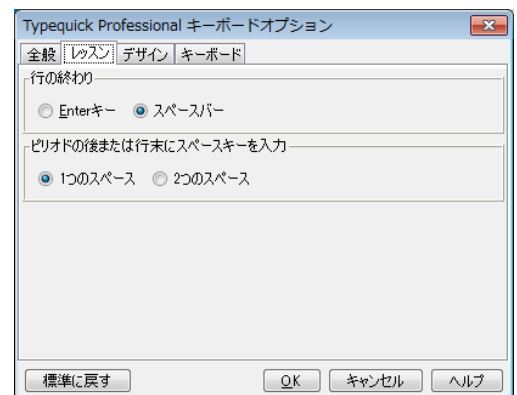 Typequick Professional キーボードオプション
全般 レッスン デザイン キーボード
行の終わり
Enterキー スペースバー
ピリオドの後または行末にスペースキーを入力
1つのスペース 2つのスペース
標準に戻す OK キャンセル ヘルプ